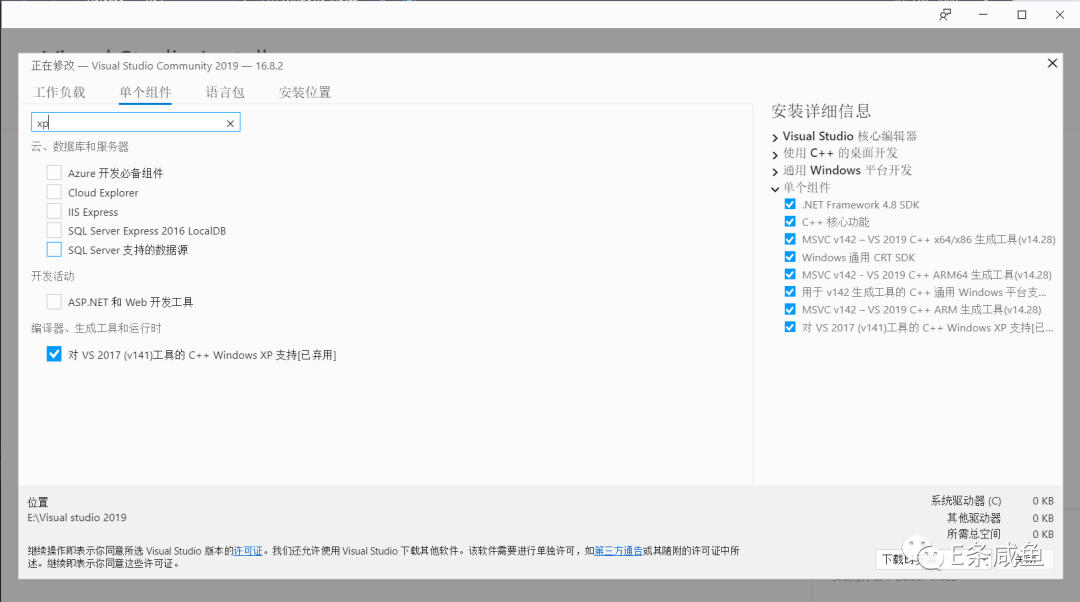 正在修改 — Visual Studio Community 2019 — 16.8.2
工作负载 单个组件 语言包 安装位置
xp
云、数据库和服务器
Azure 开发必备组件
Cloud Explorer
IIS Express
SQL Server Express 2016 LocalDB
SQL Server 支持的数据源
开发活动
ASP.NET 和 Web 开发工具
编译器、生成工具和运行时
对 VS 2017 (v141)工具的 C++ Windows XP 支持[已弃用]
安装详细信息
Visual Studio 核心编辑器
使用 C++ 的桌面开发
通用 Windows 平台开发
单个组件
.NET Framework 4.8 SDK
C++ 核心功能
MSVC v142 – VS 2019 C++ x64/x86 生成工具(v14.28)
Windows 通用 CRT SDK
MSVC v142 - VS 2019 C++ ARM64 生成工具(v14.28)
用于 v142 生成工具的 C++ 通用 Windows 平台支...
MSVC v142 – VS 2019 C++ ARM 生成工具(v14.28)
对 VS 2017 (v141)工具的 C++ Windows XP 支持[已...
位置
E:\Visual studio 2019
继续操作即表示你同意所选 Visual Studio 版本的许可证。我们还允许使用 Visual Studio 下载其他软件。该软件需要进行单独许可，如第三方通告或其随附的许可证中所
述。继续即表示你同意这些许可证。
系统驱动器 (C) 0 KB
其他驱动器 0 KB
所需总空间 0 KB
下载时
E条咸鱼